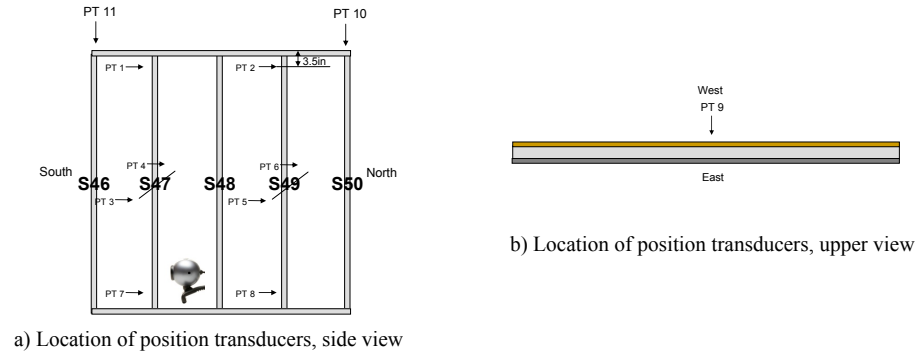 PT 11
PT 10
PT 1
PT 2
3.5in
West
PT 9
PT 4
PT 6
South
S46
S47
S48
S49
S50
North
East
PT 3
PT 5
b) Location of position transducers, upper view
PT 7
PT 8
a) Location of position transducers, side view